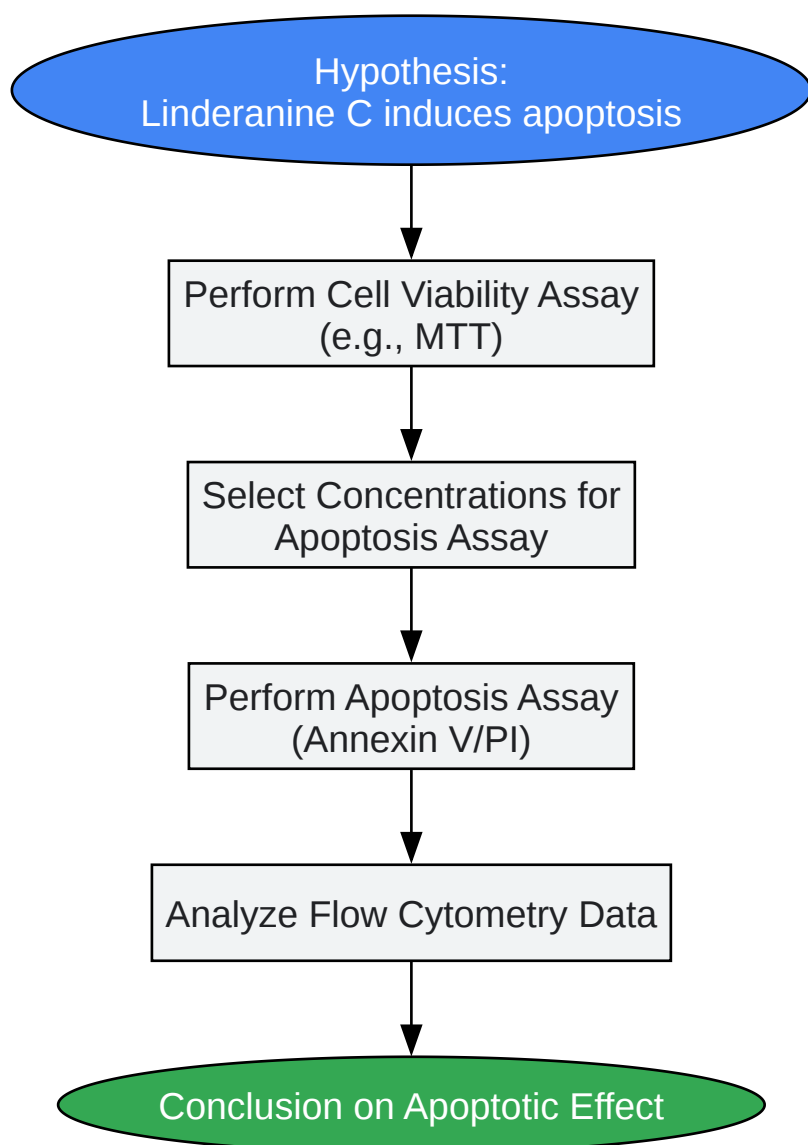 Hypothesis:
Linderanine C induces apoptosis
Perform Cell Viability Assay
(e.g., MTT)
Select Concentrations for
Apoptosis Assay
Perform Apoptosis Assay
(Annexin V/PI)
Analyze Flow Cytometry Data
Conclusion on Apoptotic Effect